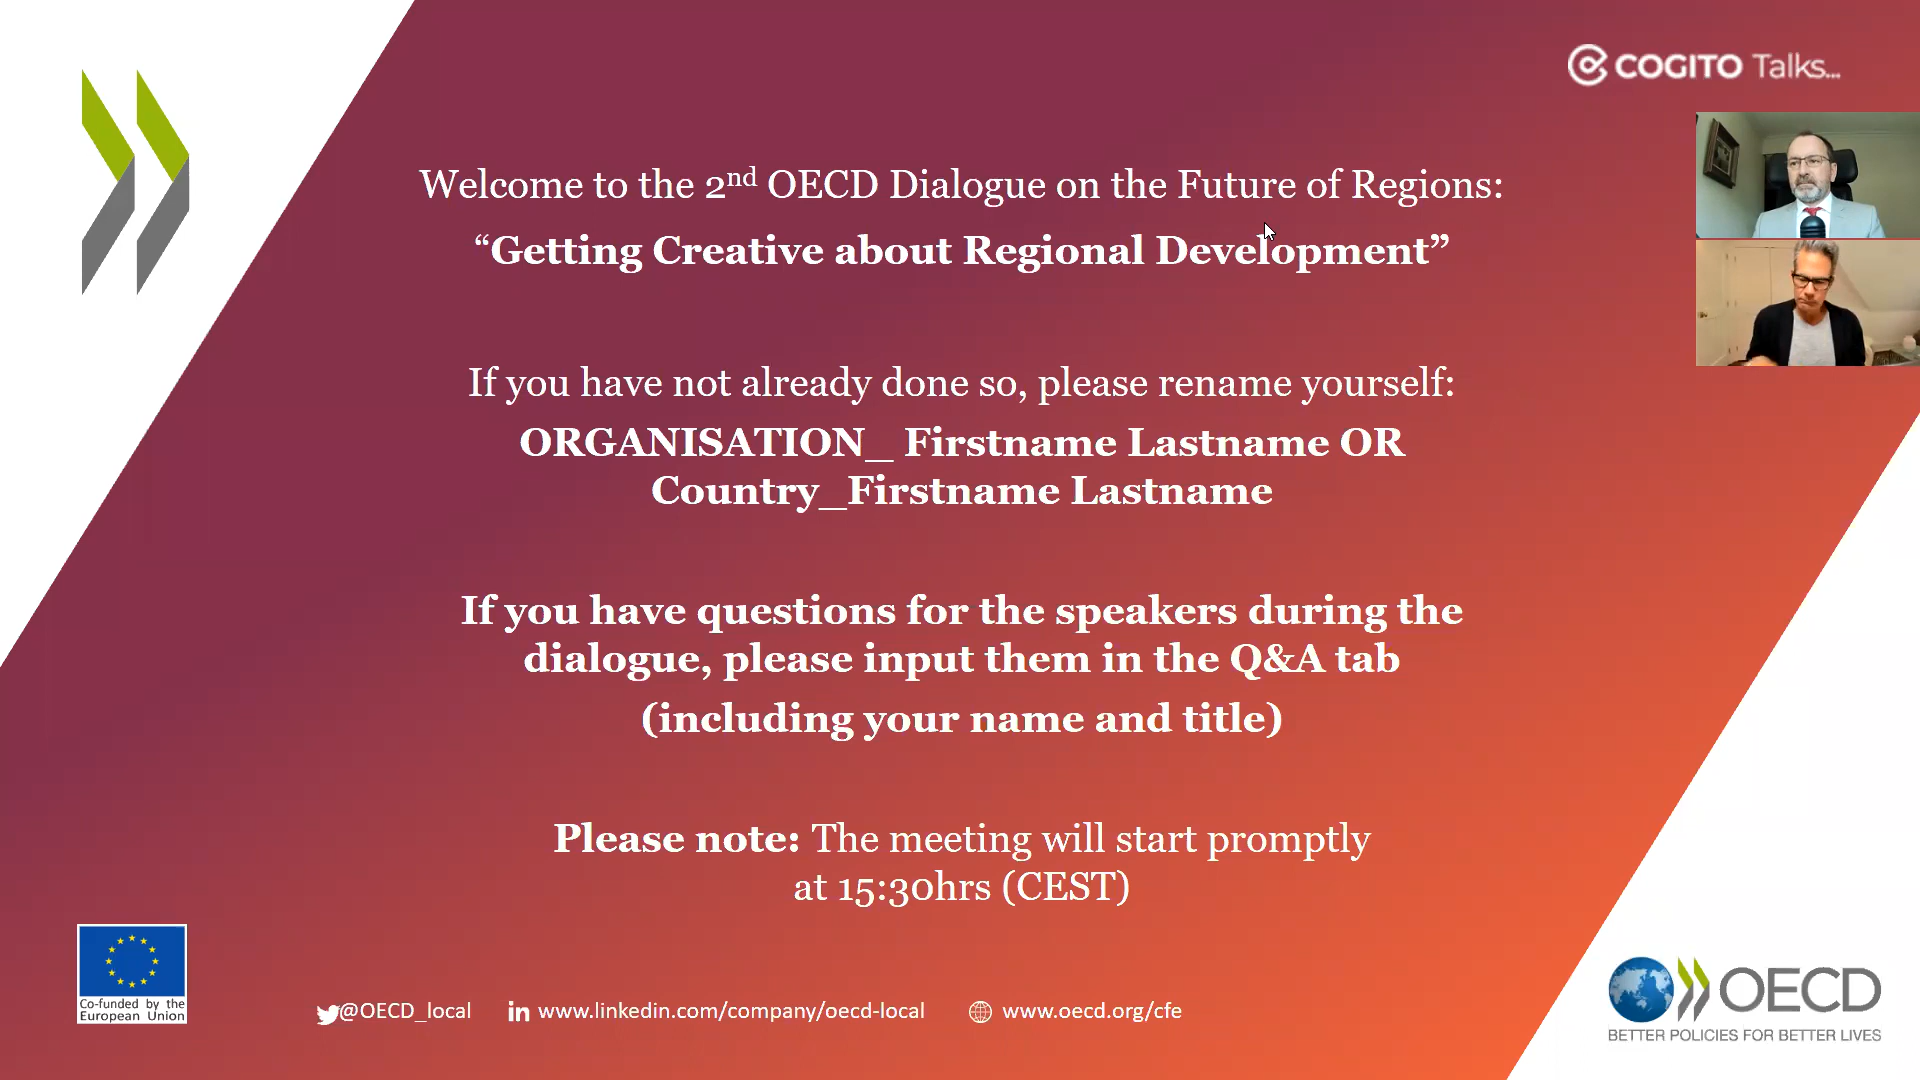 COGITO Talks...
Welcome to the 2nd OECD Dialogue on the Future of Regions:
“Getting Creative about Regional Development”
If you have not already done so, please rename yourself:
ORGANISATION_ Firstname Lastname OR
Country_Firstname Lastname
If you have questions for the speakers during the
dialogue, please input them in the Q&A tab
(including your name and title)
Please note: The meeting will start promptly
at 15:30hrs (CEST)
Co-funded by the
European Union
@OECD_local
in www.linkedin.com/company/oecd-local
www.oecd.org/cfe
OECD
BETTER POLICIES FOR BETTER LIVES